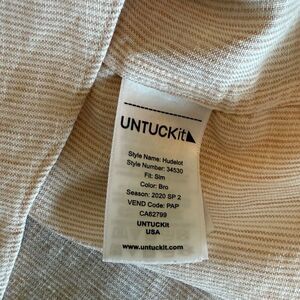 UNTUCKit
Style Name: Hudelot
Style Number: 34530
Fit: Slim
Color: Bro
Season: 2020 SP 2
VEND Code: PAP
CA62799
UNTUCKit
USA
www.untuckit.com